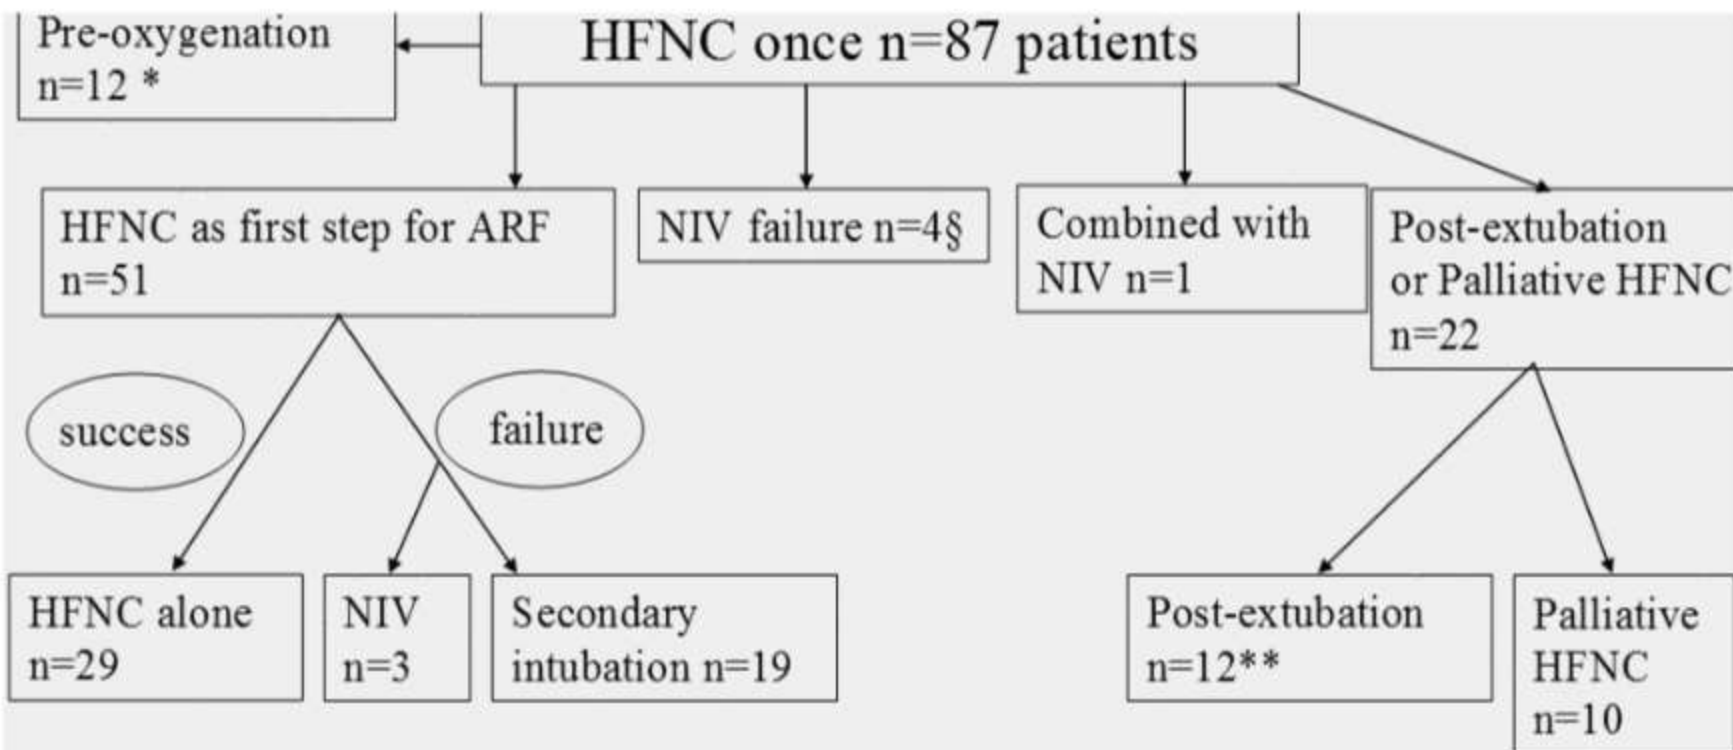 Pre-oxygenation
n=12 *
HFNC once n=87 patients
HFNC as first step for ARF
n=51
NIV failure n=4§
Combined with
NIV n=1
Post-extubation
or Palliative HFNC
n=22
success
failure
HFNC alone
n=29
NIV
n=3
Secondary
intubation n=19
Post-extubation
n=12**
Palliative
HFNC
n=10